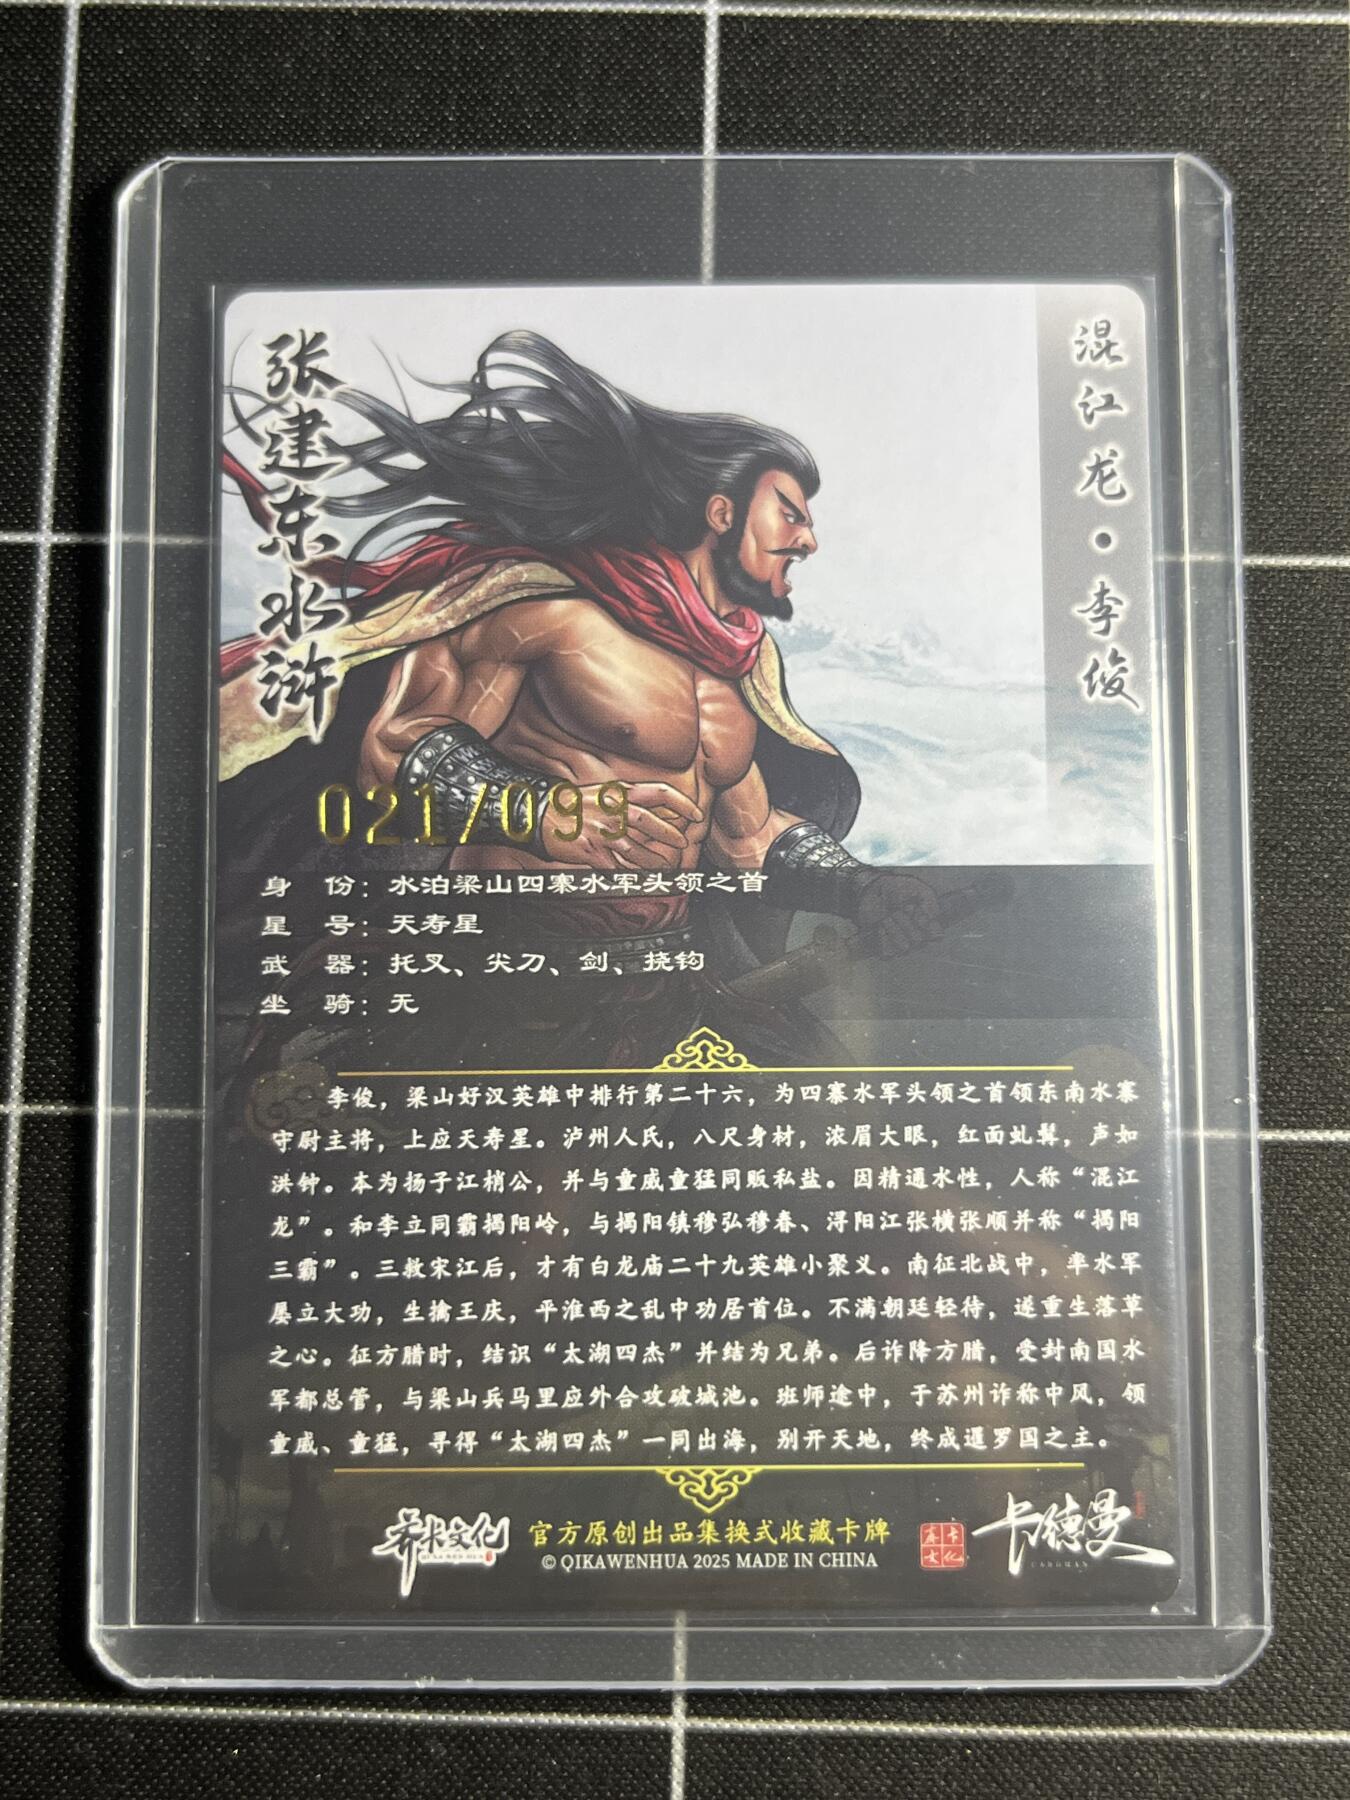 张建东水浒
混江龙·李俊
021/099
身 份：水泊梁山四寨水军头领之首
星 号：天寿星
武 器：托叉、尖刀、剑、挠钩
坐 骑：无
李俊，梁山好汉英雄中排行第二十六，为四寨水军头领之首领东南水寨
守尉主将，上应天寿星。泸州人氏，八尺身材，浓眉大眼，红面虬髯，声如
洪钟。本为扬子江梢公，并与童威童猛同贩私盐。因精通水性，人称“混江
龙”。和李立同霸揭阳岭，与揭阳镇穆弘穆春、浔阳江张横张顺并称“揭阳
三霸”。三救宋江后，才有白龙庙二十九英雄小聚义。南征北战中，率水军
屡立大功，生擒王庆，平淮西之乱中功居首位。不满朝廷轻待，遂重生落草
之心。征方腊时，结识“太湖四杰”并结为兄弟。后诈降方腊，受封南国水
军都总管，与梁山兵马里应外合攻破城池。班师途中，于苏州诈称中风，领
童威、童猛，寻得“太湖四杰”一同出海，别开天地，终成暹罗国之主。
乔卡文化
官方原创出品集换式收藏卡牌
© QIKAWENHUA 2025 MADE IN CHINA
卡德曼